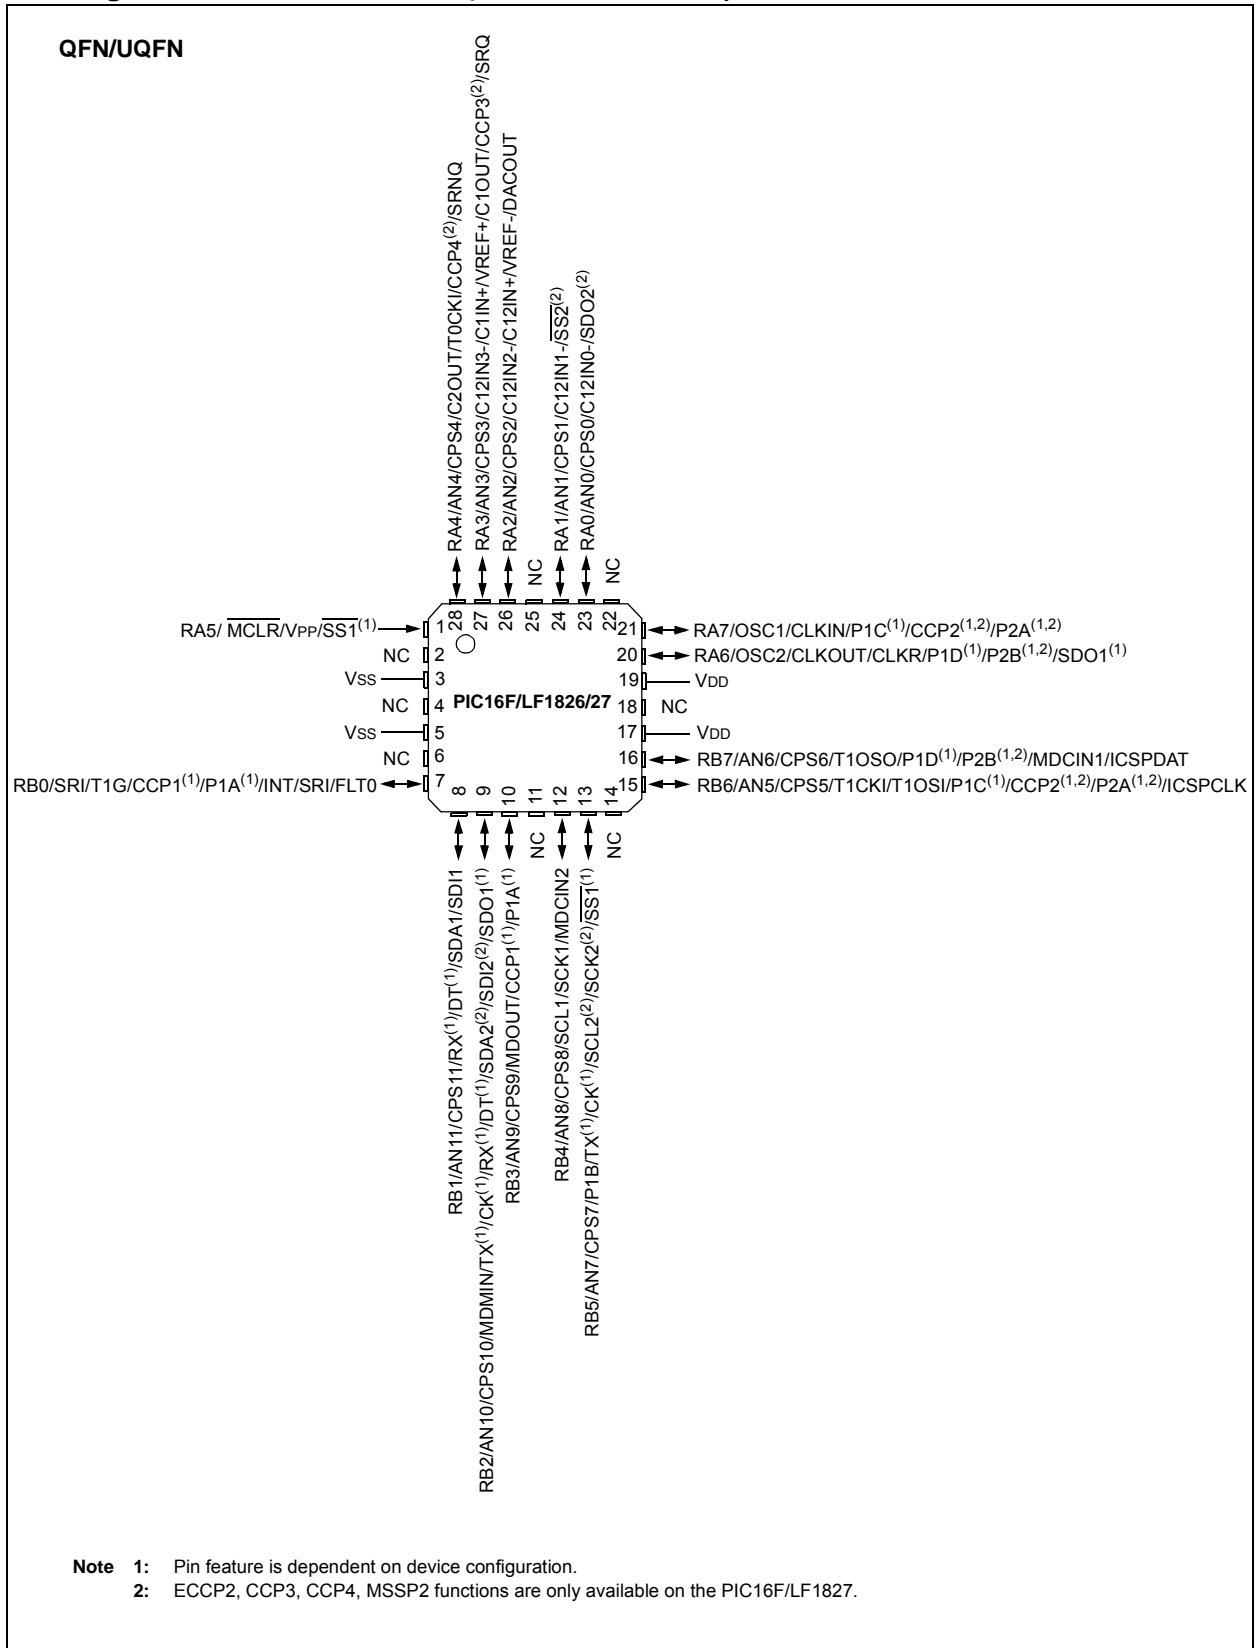 QFN/UQFN
RA4/AN4/CPS4/C2OUT/T0CKI/CCP4(2)/SRNQ
RA3/AN3/CPS3/C12IN3-/C1IN+/VREF+/C1OUT/CCP3(2)/SRQ
RA2/AN2/CPS2/C12IN2-/C12IN+/VREF-/DACOUT
NC
RA1/AN1/CPS1/C12IN1-/SS2(2)
RA0/AN0/CPS0/C12IN0-/SDO2(2)
NC
28 27 26 25 24 23 22
RA5/ MCLR/VPP/SS1(1) 1
NC 2
VSS 3
NC 4
VSS 5
NC 6
RB0/SRI/T1G/CCP1(1)/P1A(1)/INT/SRI/FLT0 7
PIC16F/LF1826/27
21 RA7/OSC1/CLKIN/P1C(1)/CCP2(1,2)/P2A(1,2)
20 RA6/OSC2/CLKOUT/CLKR/P1D(1)/P2B(1,2)/SDO1(1)
19 VDD
18 NC
17 VDD
16 RB7/AN6/CPS6/T1OSO/P1D(1)/P2B(1,2)/MDCIN1/ICSPDAT
15 RB6/AN5/CPS5/T1CKI/T1OSI/P1C(1)/CCP2(1,2)/P2A(1,2)/ICSPCLK
8 9 10 11 12 13 14
RB1/AN11/CPS11/RX(1)/DT(1)/SDA1/SDI1
RB2/AN10/CPS10/MDMIN/TX(1)/CK(1)/RX(1)/DT(1)/SDA2(2)/SDI2(2)/SDO1(1)
RB3/AN9/CPS9/MDOUT/CCP1(1)/P1A(1)
NC
RB4/AN8/CPS8/SCL1/SCK1/MDCIN2
RB5/AN7/CPS7/P1B/TX(1)/CK(1)/SCL2(2)/SCK2(2)/SS1(1)
NC
Note 1: Pin feature is dependent on device configuration.
2: ECCP2, CCP3, CCP4, MSSP2 functions are only available on the PIC16F/LF1827.